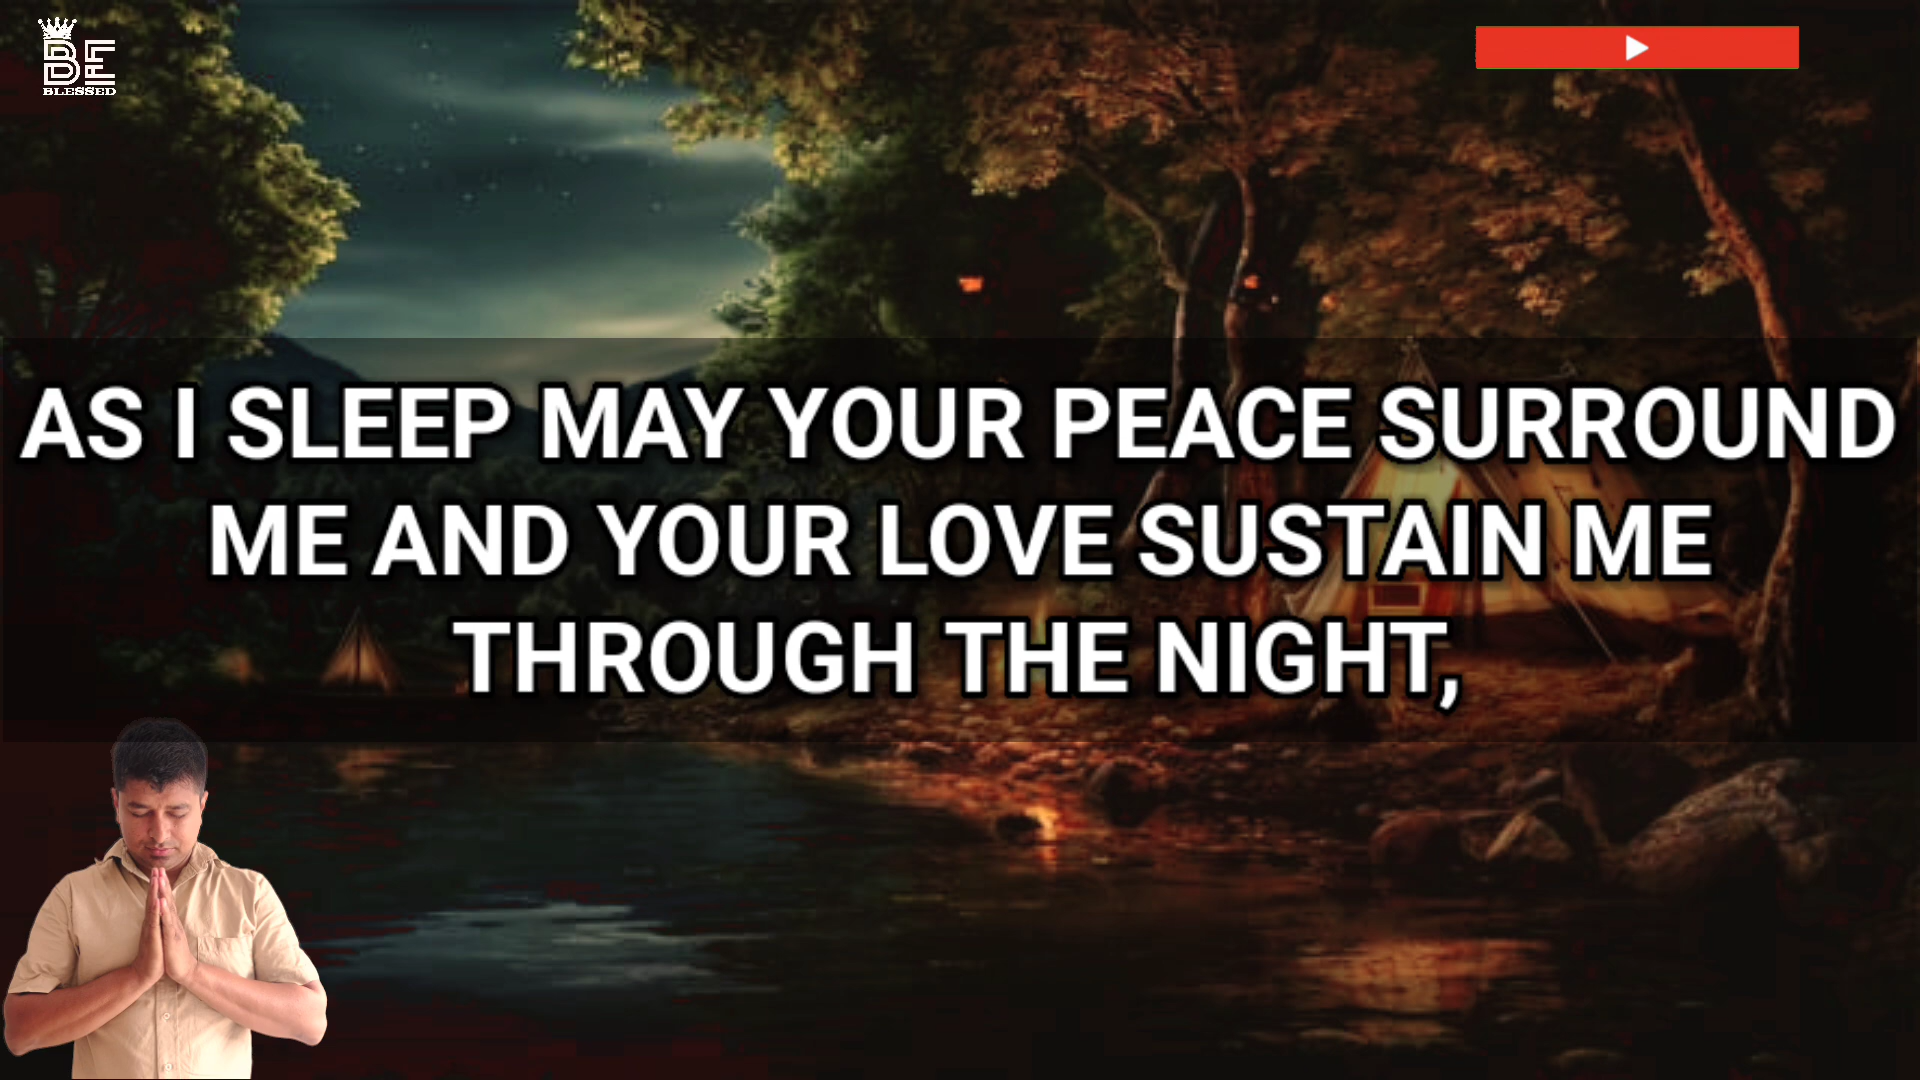 BE
BLESSED
AS I SLEEP MAY YOUR PEACE SURROUND
ME AND YOUR LOVE SUSTAIN ME
THROUGH THE NIGHT,